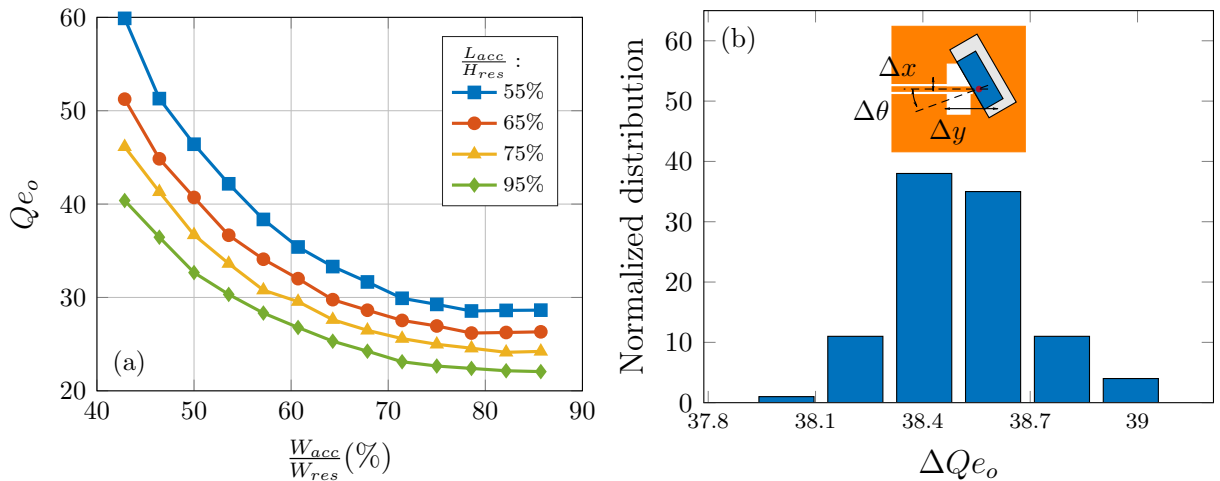 60
50
40
30
20
40 50 60 70 80 90
Qe_o
W_acc/W_res (%)
(a)
L_acc/H_res :
55%
65%
75%
95%
(b)
60
50
40
30
20
10
0
37.8 38.1 38.4 38.7 39
Normalized distribution
ΔQe_o
Δx
Δθ
Δy